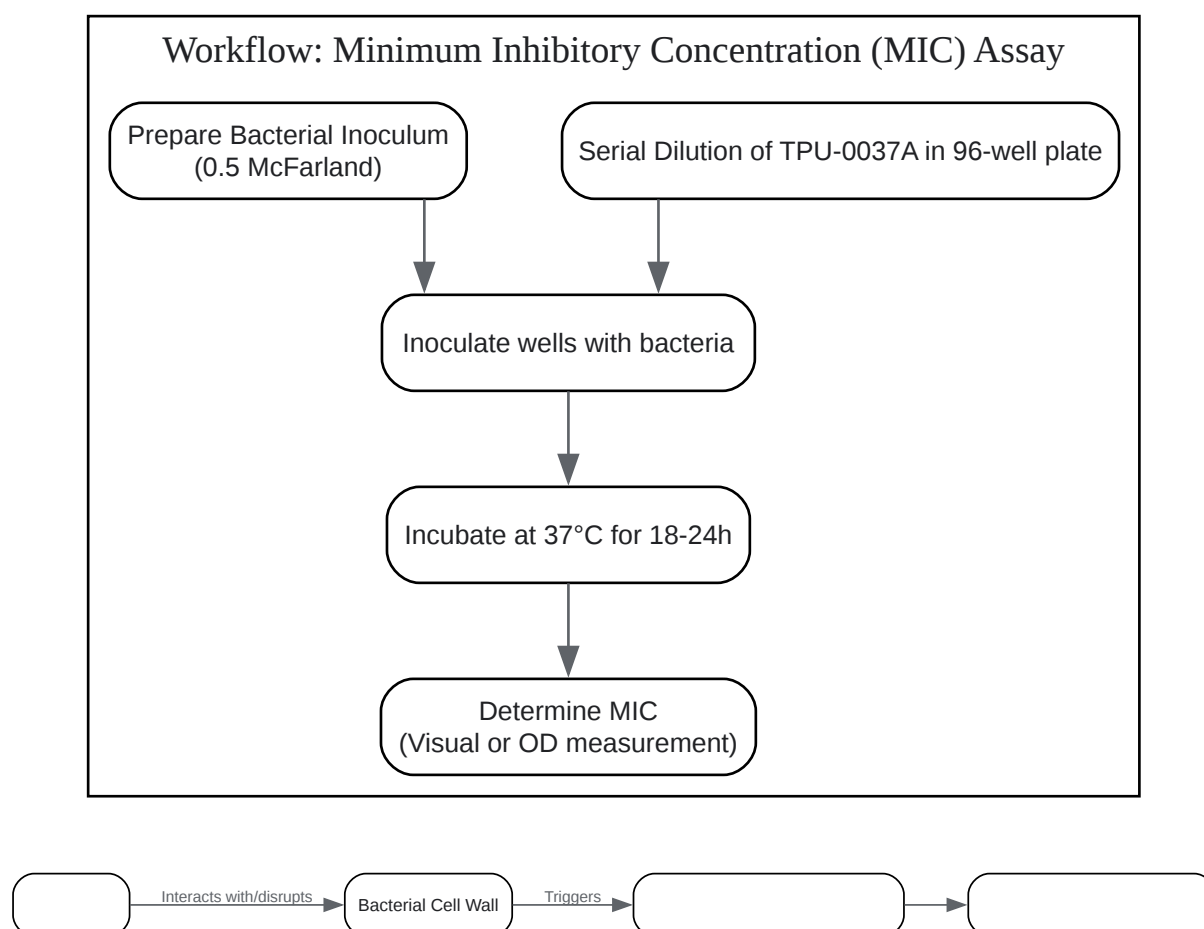 Workflow: Minimum Inhibitory Concentration (MIC) Assay
Prepare Bacterial Inoculum
(0.5 McFarland)
Serial Dilution of TPU-0037A in 96-well plate
Inoculate wells with bacteria
Incubate at 37°C for 18-24h
Determine MIC
(Visual or OD measurement)
Interacts with/disrupts
Bacterial Cell Wall
Triggers